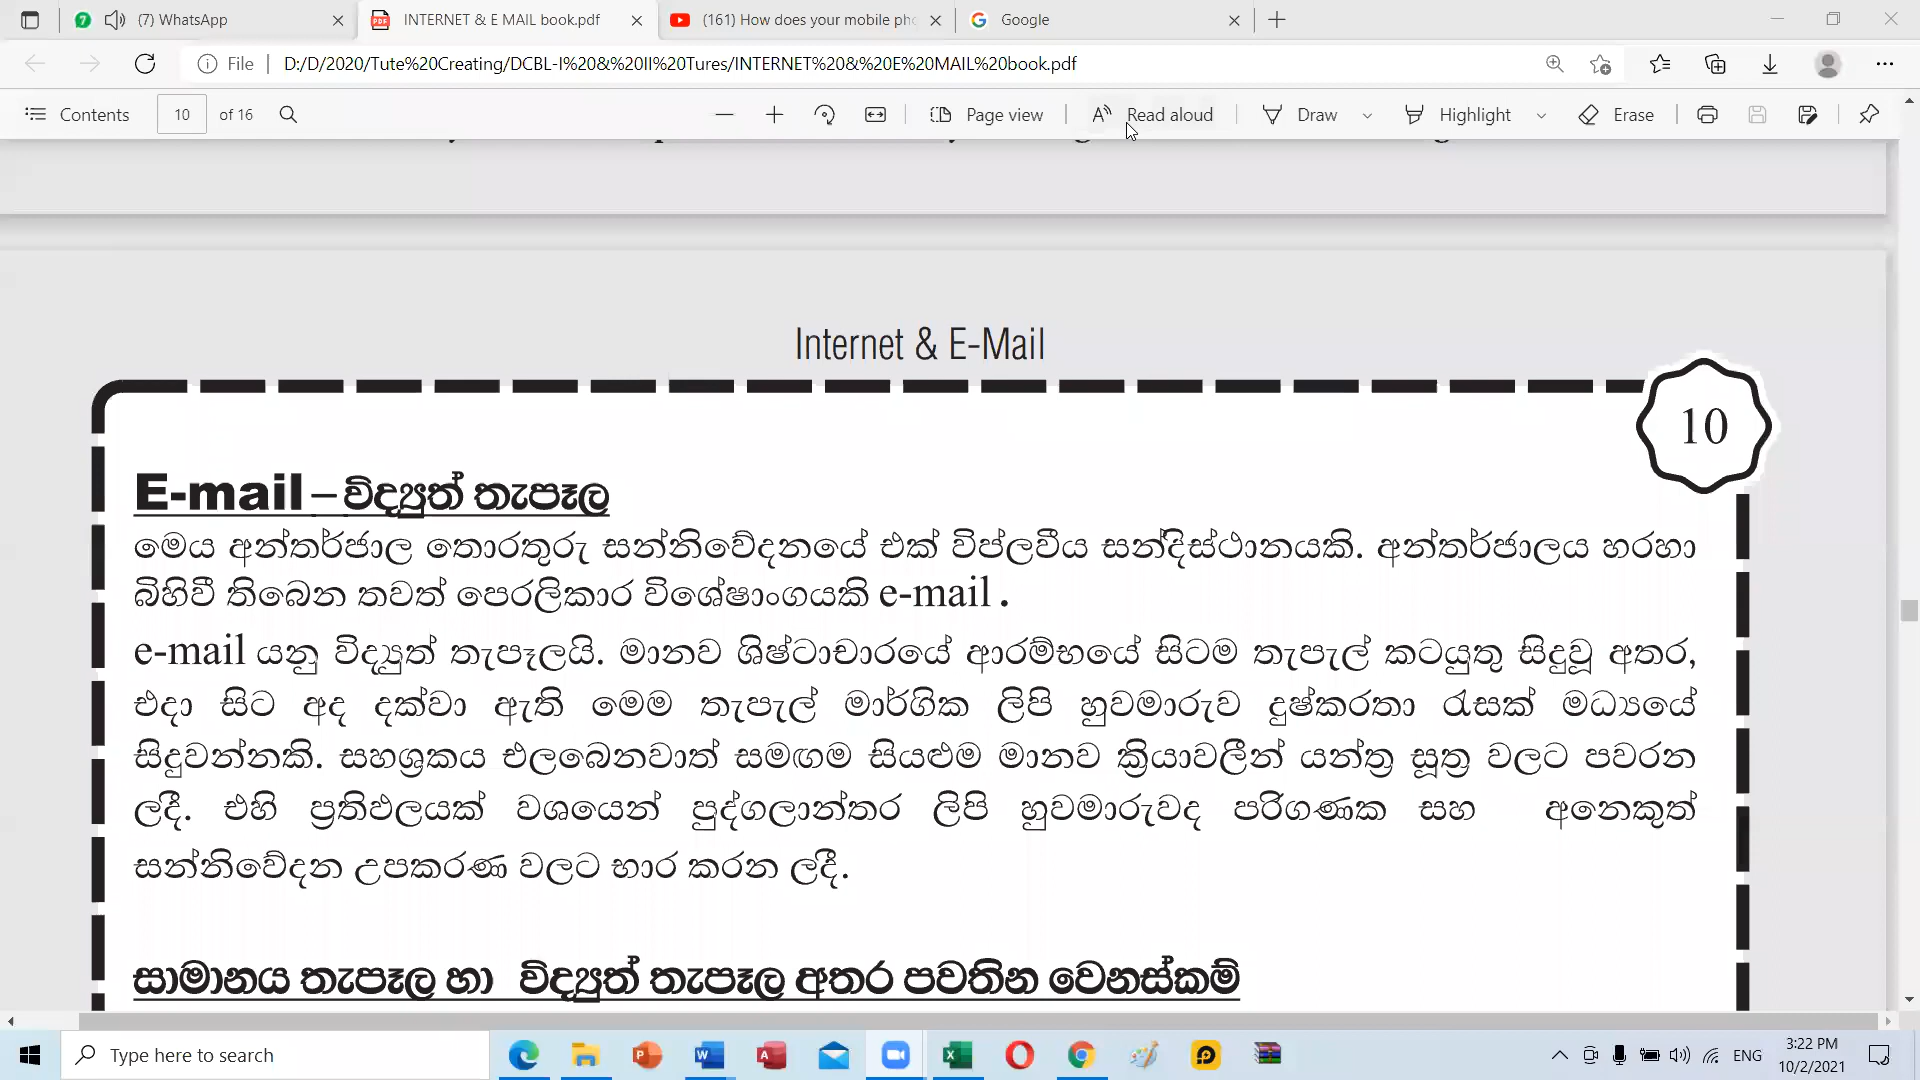 (7) WhatsApp
INTERNET & E MAIL book.pdf
(161) How does your mobile pho
Google
File
D:/D/2020/Tute%20Creating/DCBL-I%20&%20II%20Tures/INTERNET%20&%20E%20MAIL%20book.pdf
Contents
10
of 16
Page view
Read aloud
Draw
Highlight
Erase
Internet & E-Mail
10
E-mail – විද්‍යුත් තැපෑල
මෙය අන්තර්ජාල තොරතුරු සන්නිවේදනයේ එක් විප්ලවීය සන්දිස්ථානයකි. අන්තර්ජාලය හරහා
බිහිවී තිබෙන තවත් පෙරලිකාර විශේෂාංගයකි e-mail .
e-mail යනු විද්‍යුත් තැපෑලයි. මානව ශිෂ්ටාචාරයේ ආරම්භයේ සිටම තැපැල් කටයුතු සිදුවූ අතර,
එදා සිට අද දක්වා ඇති මෙම තැපැල් මාර්ගික ලිපි හුවමාරුව දුෂ්කරතා රැසක් මධ්‍යයේ
සිදුවන්නකි. සහශ්‍රකය එලබෙනවාත් සමඟම සියළුම මානව ක්‍රියාවලීන් යන්ත්‍ර සූත්‍ර වලට පවරන
ලදී. එහි ප්‍රතිඵලයක් වශයෙන් පුද්ගලාන්තර ලිපි හුවමාරුවද පරිගණක සහ අනෙකුත්
සන්නිවේදන උපකරණ වලට භාර කරන ලදී.
සාමාන්‍ය තැපෑල හා විද්‍යුත් තැපෑල අතර පවතින වෙනස්කම්
Type here to search
ENG
3:22 PM
10/2/2021